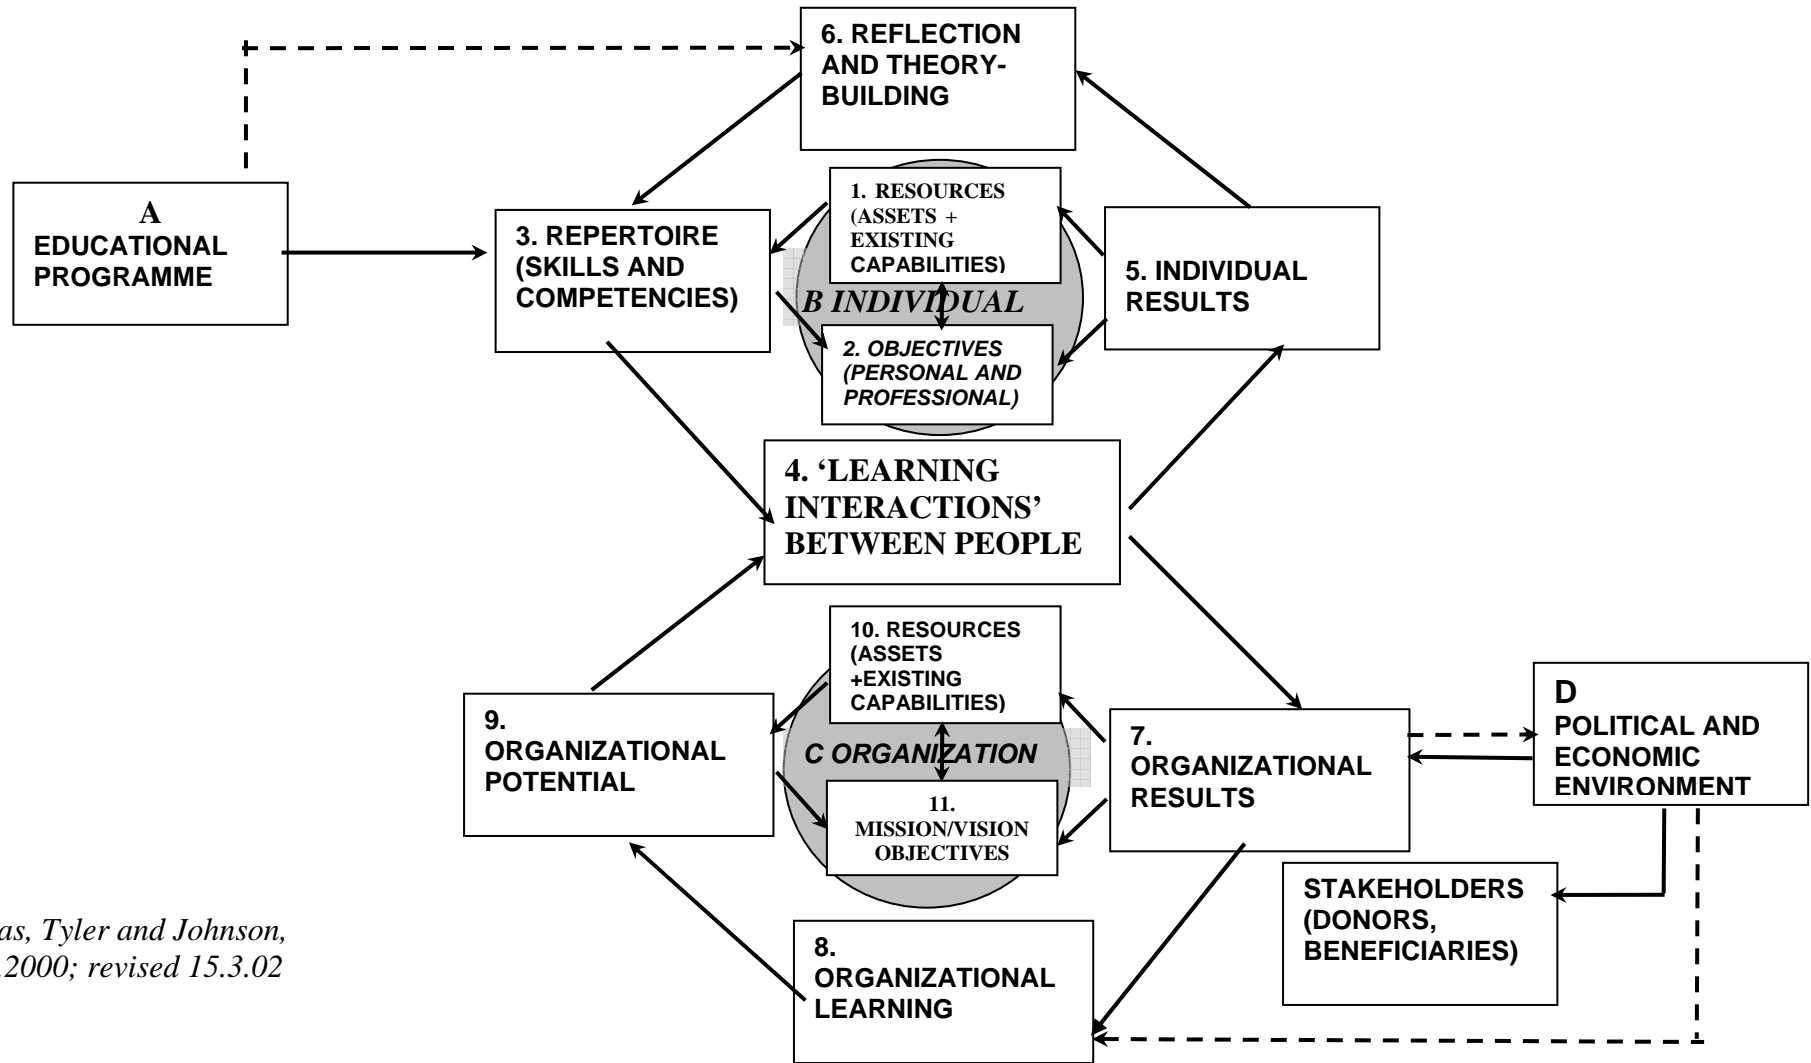 6. REFLECTION
AND THEORY-
BUILDING
A
EDUCATIONAL
PROGRAMME
3. REPERTOIRE
(SKILLS AND
COMPETENCIES)
1. RESOURCES
(ASSETS +
EXISTING
CAPABILITIES)
B INDIVIDUAL
2. OBJECTIVES
(PERSONAL AND
PROFESSIONAL)
5. INDIVIDUAL
RESULTS
4. ‘LEARNING
INTERACTIONS’
BETWEEN PEOPLE
10. RESOURCES
(ASSETS
+EXISTING
CAPABILITIES)
9.
ORGANIZATIONAL
POTENTIAL
C ORGANIZATION
11.
MISSION/VISION
OBJECTIVES
7.
ORGANIZATIONAL
RESULTS
D
POLITICAL AND
ECONOMIC
ENVIRONMENT
STAKEHOLDERS
(DONORS,
BENEFICIARIES)
8.
ORGANIZATIONAL
LEARNING
as, Tyler and Johnson,
.2000; revised 15.3.02